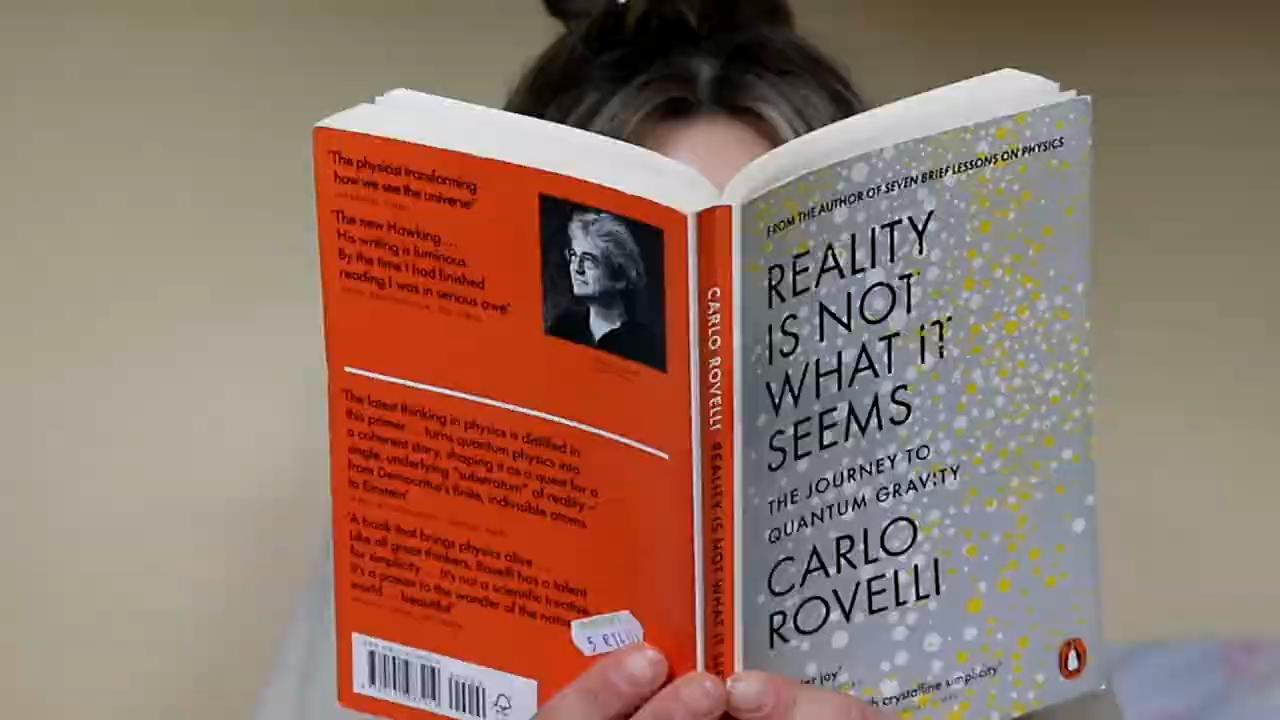 'The physicist transforming
how we see the universe'
'The new Hawking...
His writing is luminous.
By the time I had finished
reading I was in serious awe'
'The latest thinking in physics is distilled in
this primer ... turns quantum physics into
a coherent story, shaping it as a quest for a
single, underlying "substratum" of reality –
from Democritus's finite, indivisible atoms
to Einstein'
'A book that brings physics alive ...
Like all great thinkers, Rovelli has a talent
for simplicity ... It's not a scientific treatise,
it's a paean to the wonder of the
world ... beautiful'
CARLO ROVELLI REALITY IS NOT WHAT IT
FROM THE AUTHOR OF SEVEN BRIEF LESSONS ON PHYSICS
REALITY
IS NOT
WHAT IT
SEEMS
THE JOURNEY TO
QUANTUM GRAVITY
CARLO
ROVELLI
joy'
crystalline simplicity'